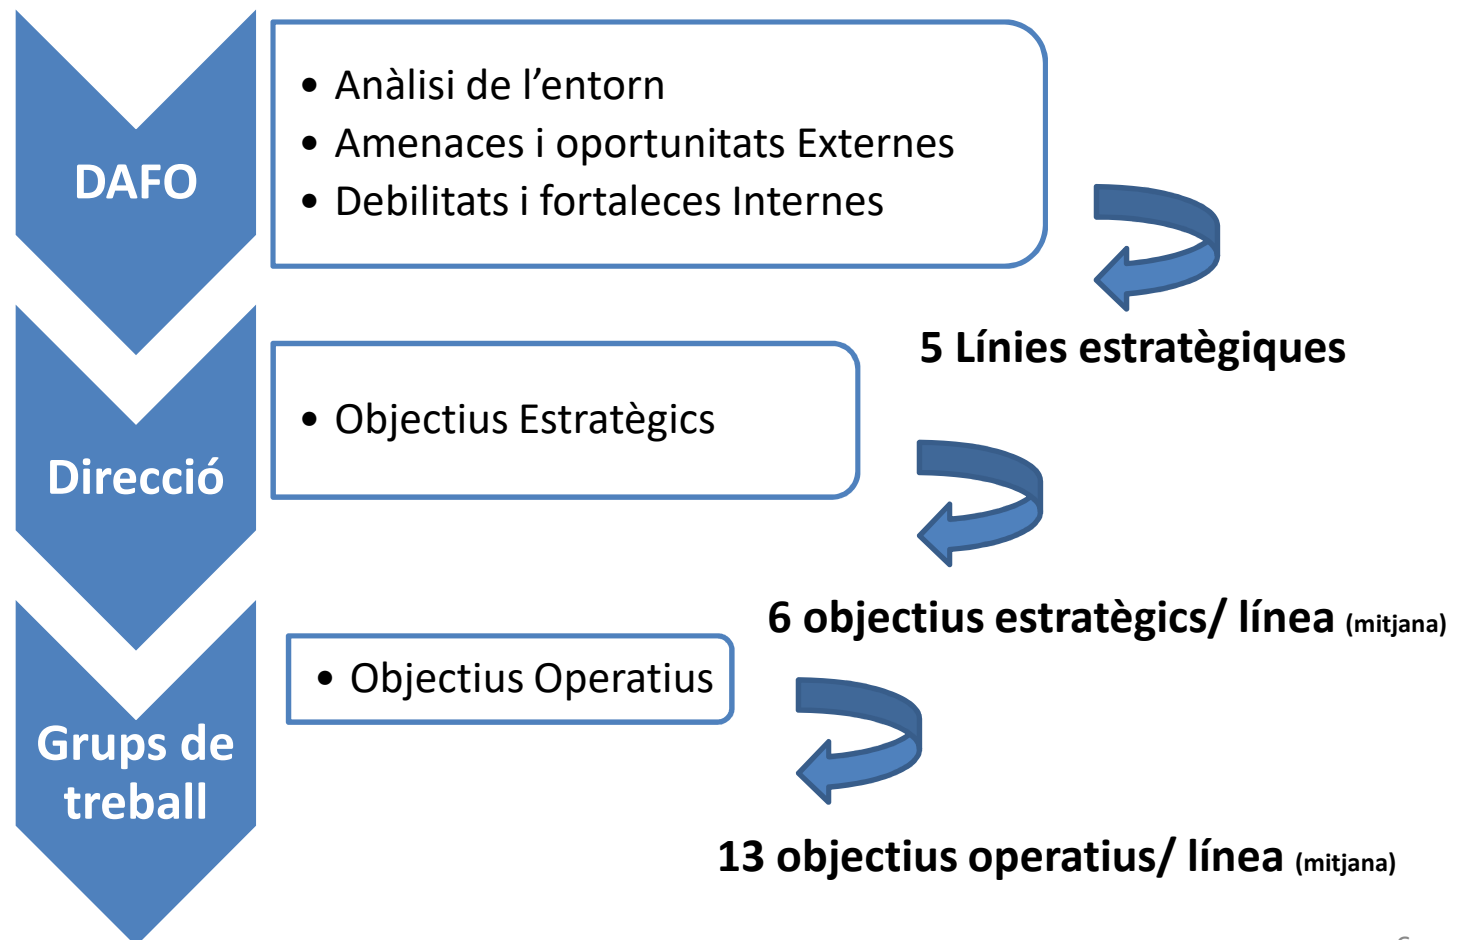 DAFO
• Anàlisi de l’entorn
• Amenaces i oportunitats Externes
• Debilitats i fortaleces Internes
5 Línies estratègiques
Direcció
• Objectius Estratègics
6 objectius estratègics/ línea (mitjana)
Grups de
treball
• Objectius Operatius
13 objectius operatius/ línea (mitjana)